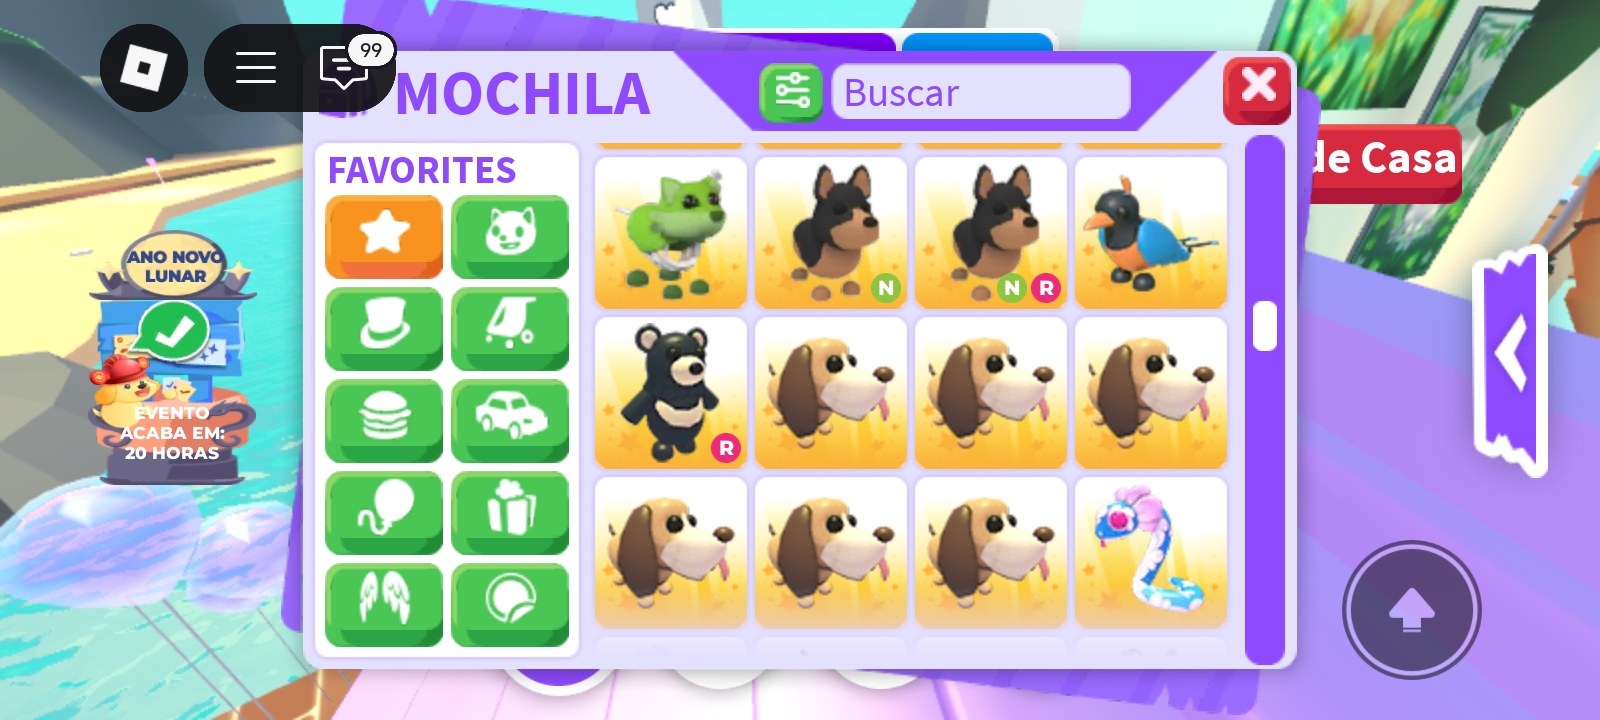 99
MOCHILA
Buscar
FAVORITES
de Casa
ANO NOVO
LUNAR
EVENTO
ACABA EM:
20 HORAS
N
N R
R